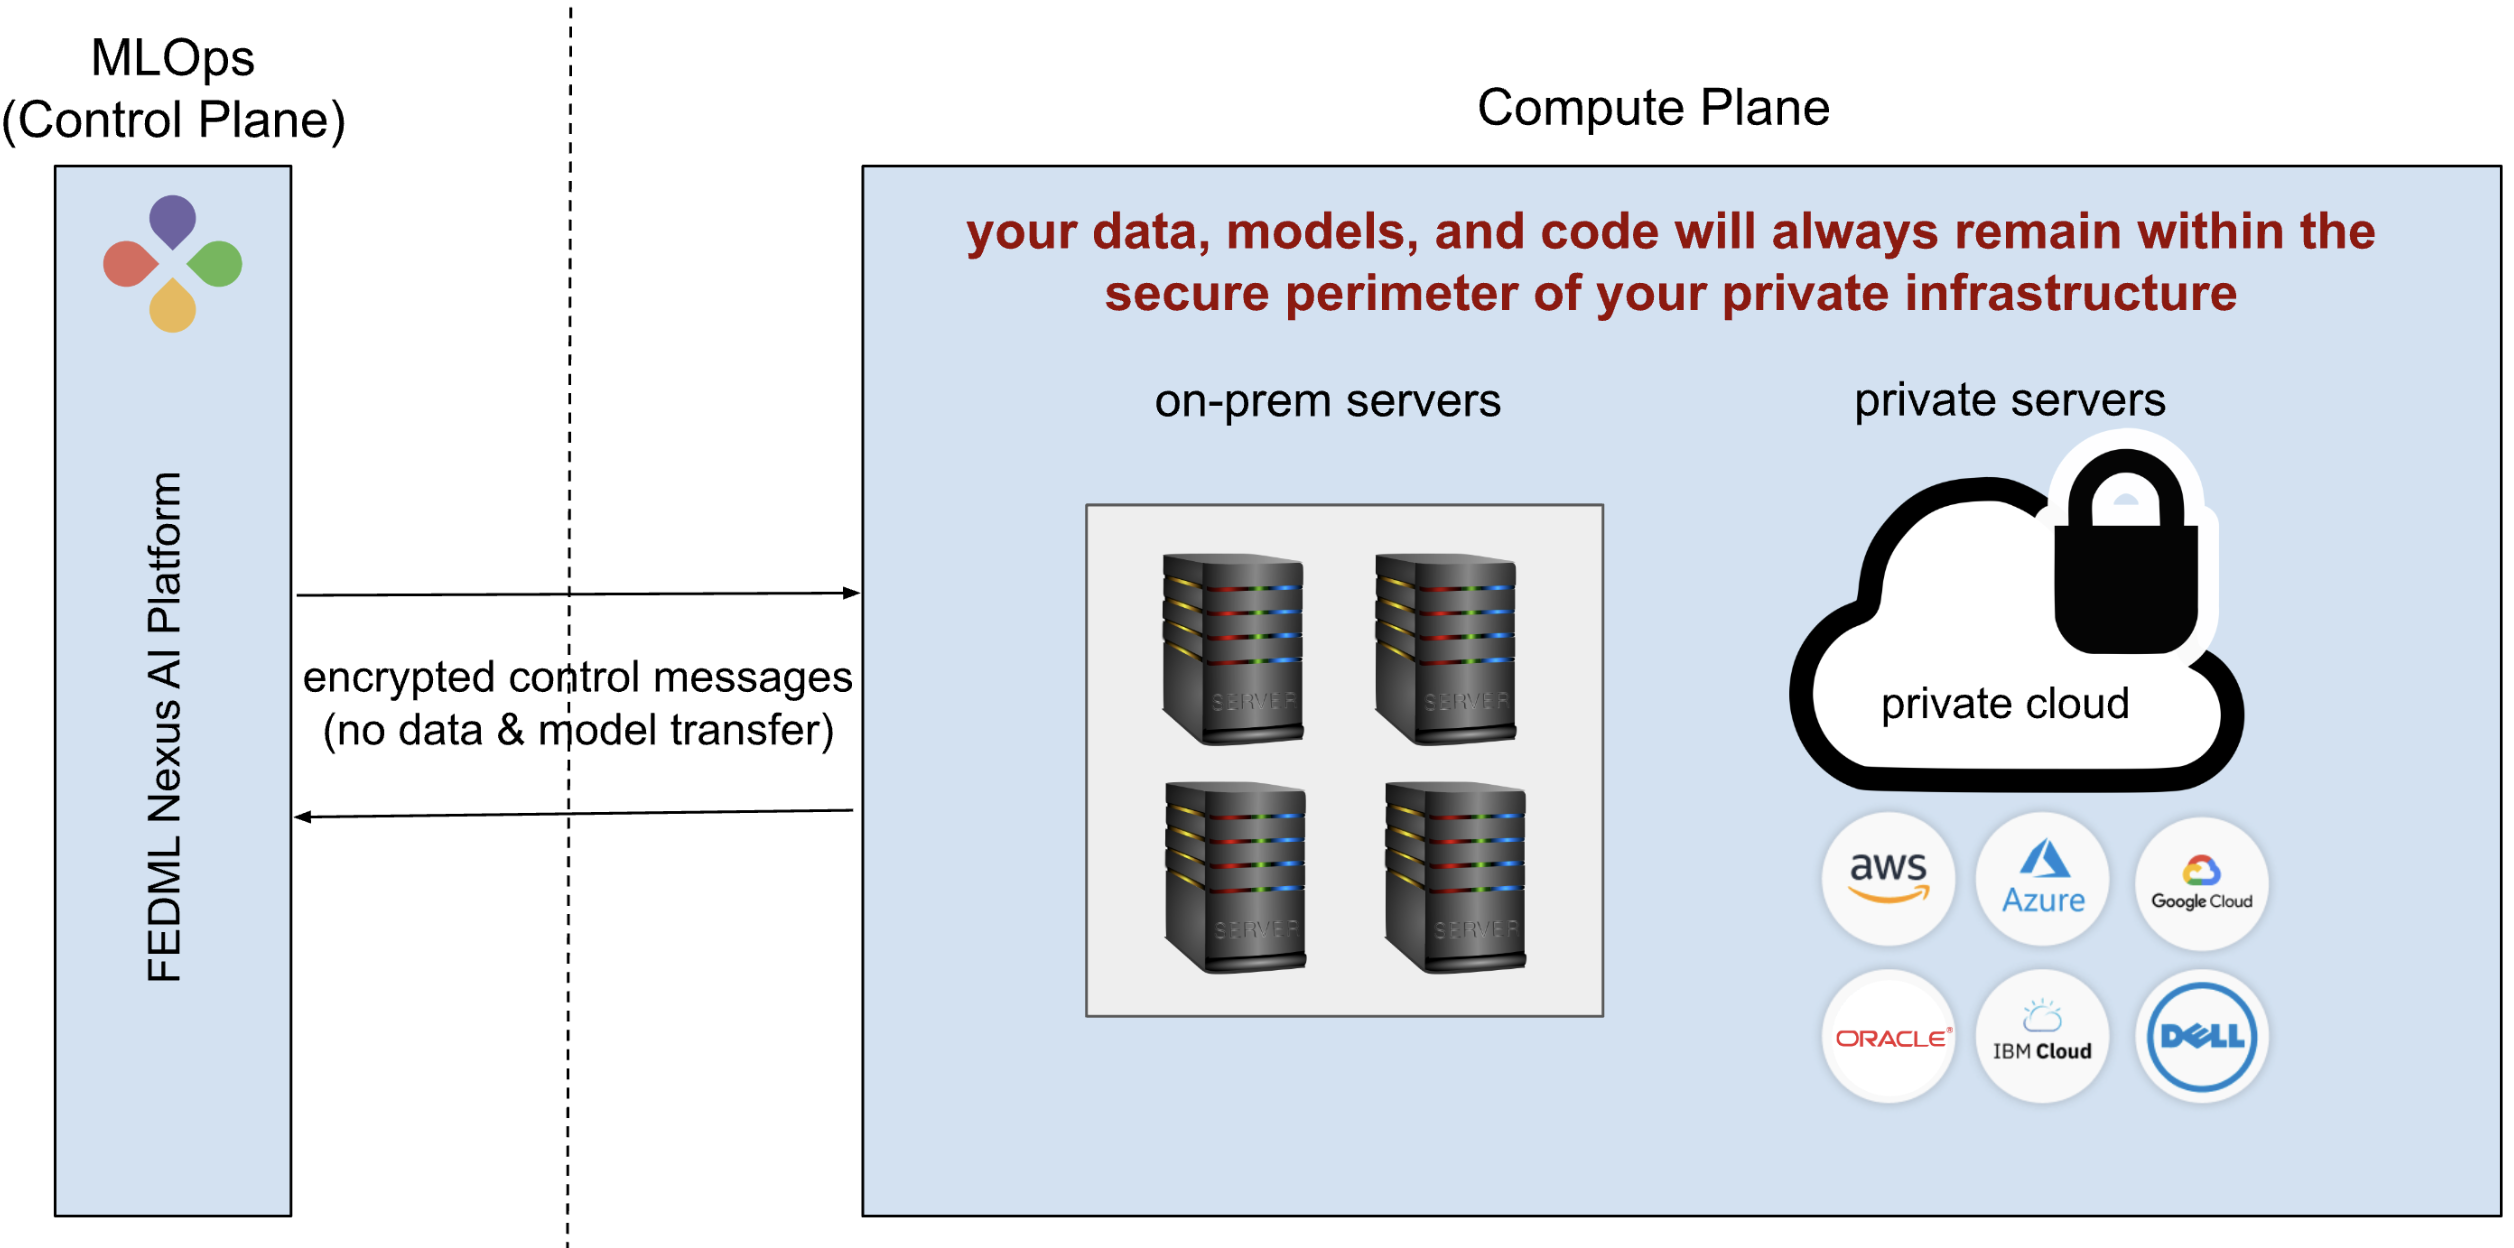 MLOps
(Control Plane)
FEDML Nexus AI Platform
encrypted control messages
(no data & model transfer)
Compute Plane
your data, models, and code will always remain within the
secure perimeter of your private infrastructure
on-prem servers
SERVER
SERVER
SERVER
SERVER
private servers
private cloud
aws
Azure
Google Cloud
ORACLE®
IBM Cloud
DELL